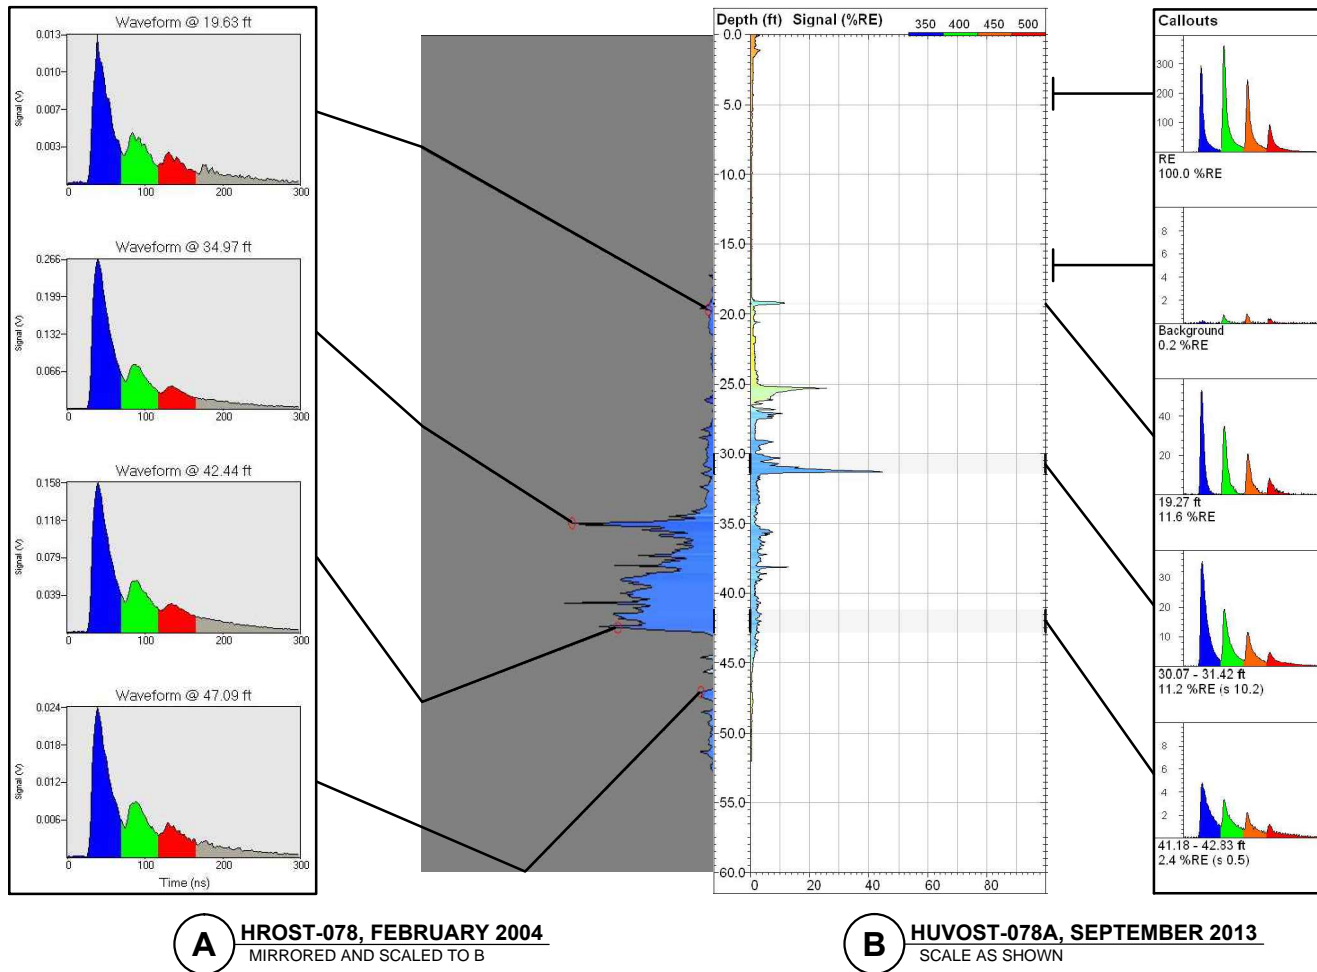 Waveform @ 19.63 ft
0.013
0.010
0.007
0.003
Signal (V)
0 100 200 300
Waveform @ 34.97 ft
0.266
0.199
0.132
0.066
Signal (V)
0 100 200 300
Waveform @ 42.44 ft
0.158
0.118
0.079
0.039
Signal (V)
0 100 200 300
Waveform @ 47.09 ft
0.024
0.018
0.012
0.006
Signal (V)
0 100 200 300
Time (ns)
Depth (ft) Signal (%RE) 350 400 450 500
0.0
5.0
10.0
15.0
20.0
25.0
30.0
35.0
40.0
45.0
50.0
55.0
60.0
0 20 40 60 80
Callouts
300
200
100
RE
100.0 %RE
8
6
4
2
Background
0.2 %RE
40
20
19.27 ft
11.6 %RE
30
20
10
30.07 - 31.42 ft
11.2 %RE (s 10.2)
8
6
4
2
41.18 - 42.83 ft
2.4 %RE (s 0.5)
A HROST-078, FEBRUARY 2004
MIRRORED AND SCALED TO B
B HUVOST-078A, SEPTEMBER 2013
SCALE AS SHOWN